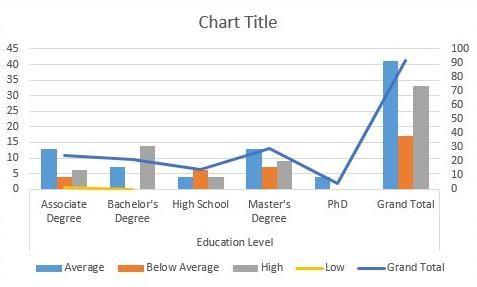 Chart Title
45 100
40 90
35 80
30 70
25 60
20 50
15 40
10 30
5 20
0 10
0
Associate Bachelor's High School Master's PhD Grand Total
Degree Degree Degree
Education Level
Average Below Average High Low Grand Total